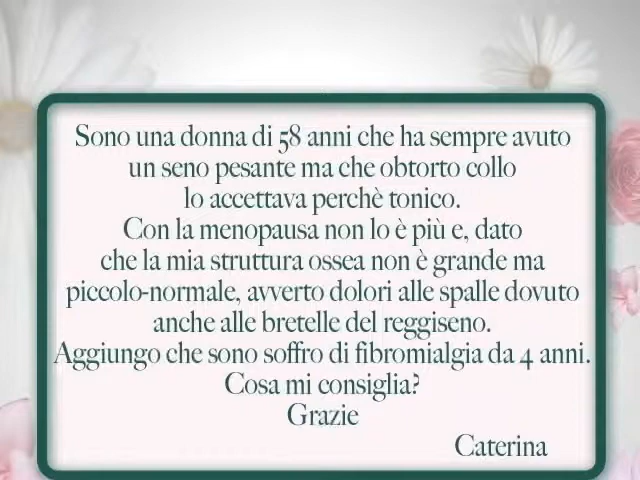 Sono una donna di 58 anni che ha sempre avuto
un seno pesante ma che obtorto collo
lo accettava perchè tonico.
Con la menopausa non lo è più e, dato
che la mia struttura ossea non è grande ma
piccolo-normale, avverto dolori alle spalle dovuto
anche alle bretelle del reggiseno.
Aggiungo che sono soffro di fibromialgia da 4 anni.
Cosa mi consiglia?
Grazie
Caterina